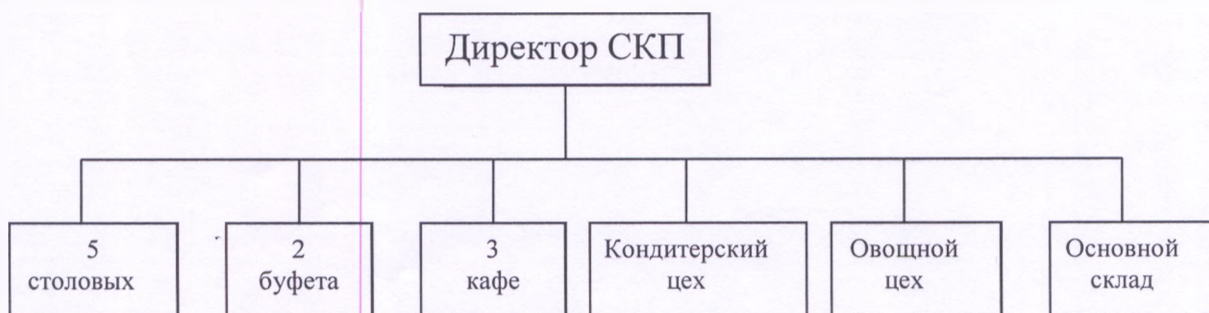 Директор СКП
5
столовых
2
буфета
3
кафе
Кондитерский
цех
Овощной
цех
Основной
склад